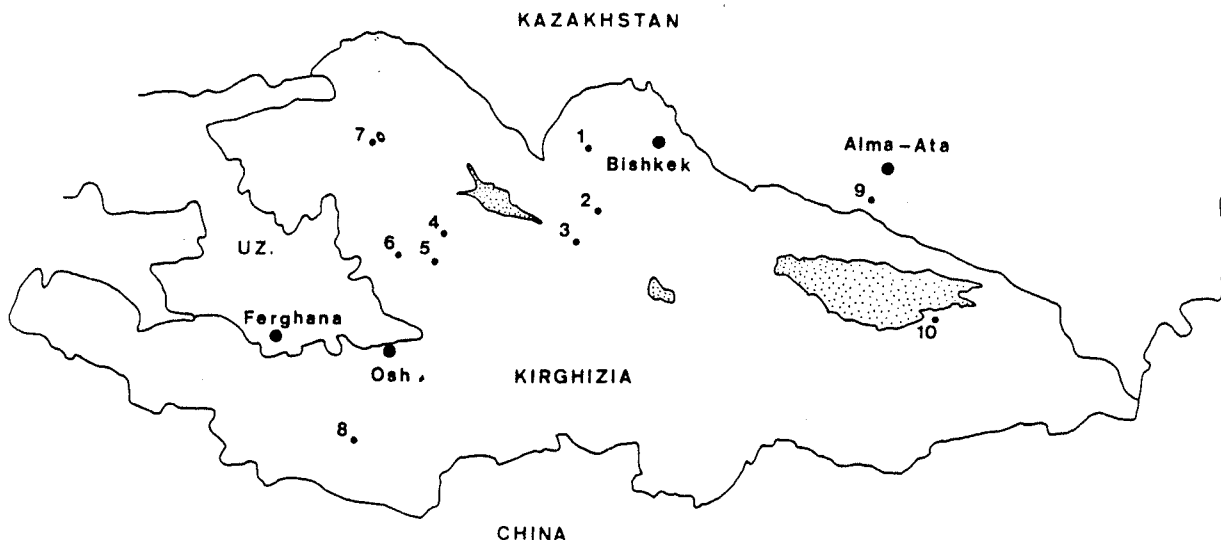 KAZAKHSTAN
7
1
Bishkek
Alma-Ata
9
2
4
3
6
5
UZ.
Ferghana
Osh
KIRGHIZIA
10
8
CHINA